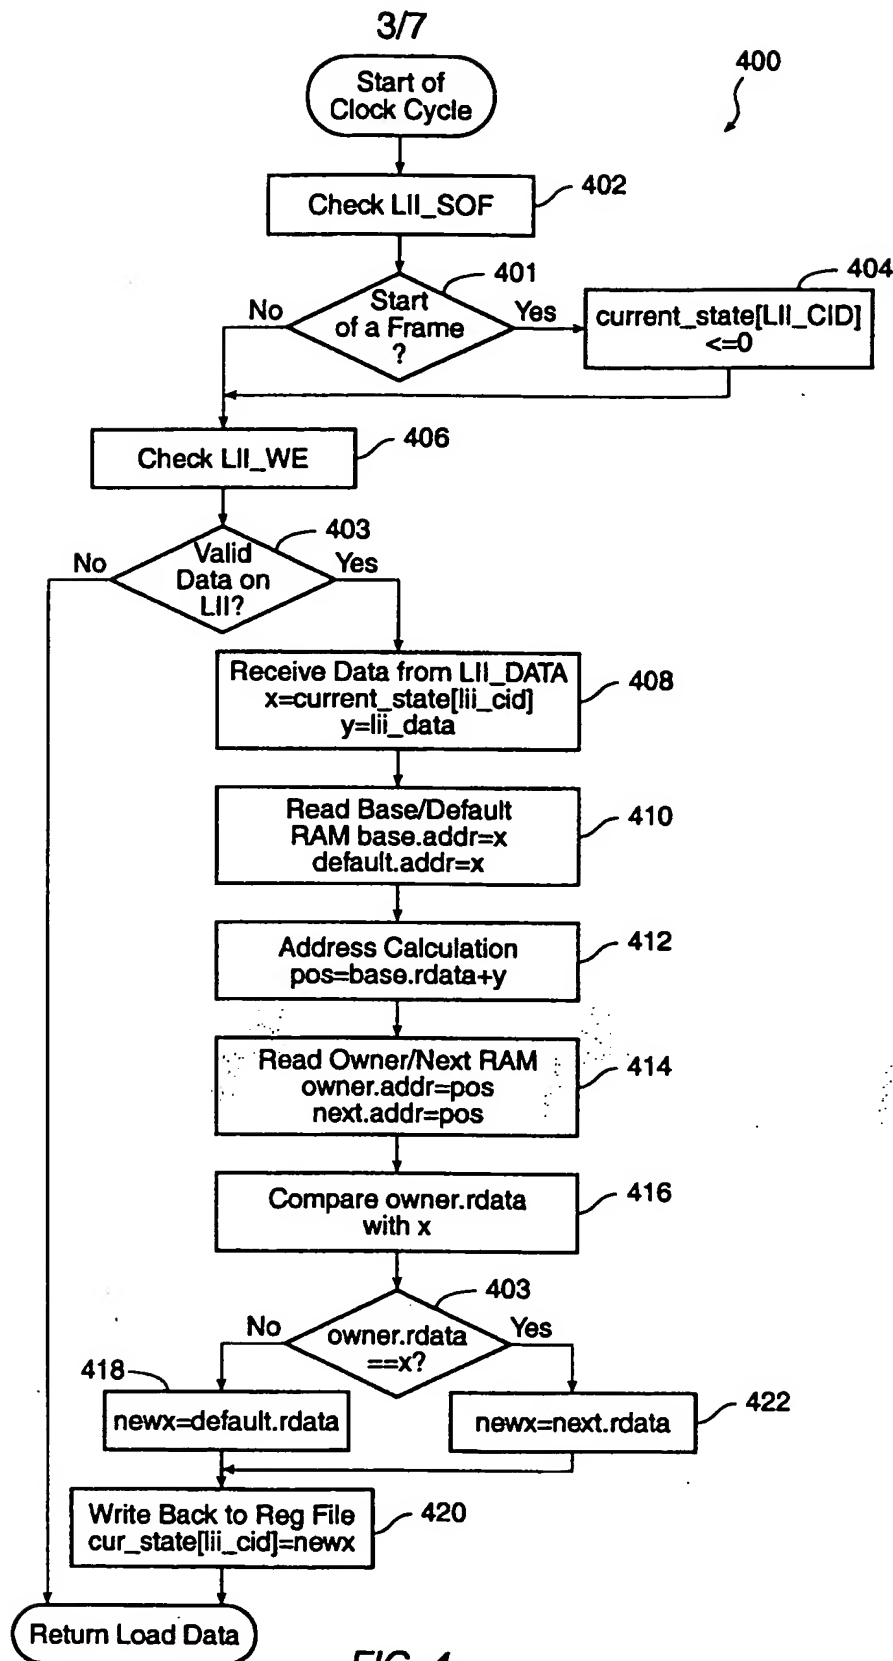 3/7
Start of
Clock Cycle
400
Check LII_SOF
402
401
404
Start
of a Frame
?
No
Yes
current_state[LII_CID]
<=0
Check LII_WE
406
403
Valid
Data on
LII?
No
Yes
Receive Data from LII_DATA
x=current_state[lii_cid]
y=lii_data
408
Read Base/Default
RAM base.addr=x
default.addr=x
410
Address Calculation
pos=base.rdata+y
412
Read Owner/Next RAM
owner.addr=pos
next.addr=pos
414
Compare owner.rdata
with x
416
403
owner.rdata
==x?
No
Yes
418
newx=default.rdata
newx=next.rdata
422
Write Back to Reg File
cur_state[lii_cid]=newx
420
Return Load Data
FIG. 4